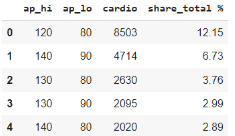 ap_hi ap_lo cardio share_total %
0 120 80 8503 12.15
1 140 90 4714 6.73
2 130 80 2630 3.76
3 130 90 2095 2.99
4 140 80 2020 2.89